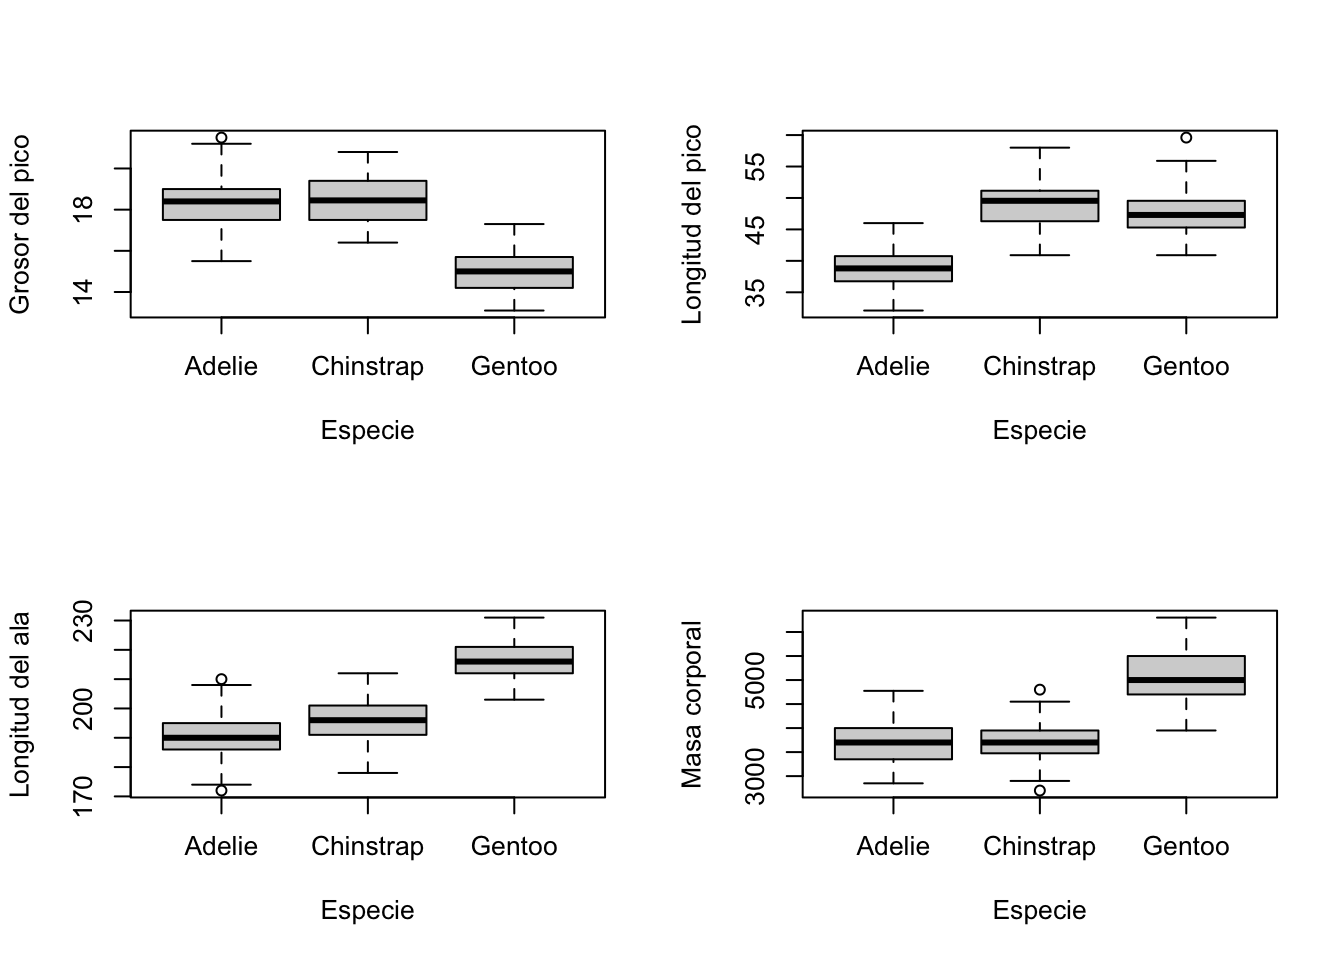 Grosor del pico
14 18
Adelie Chinstrap Gentoo
Especie
Longitud del pico
35 45 55
Adelie Chinstrap Gentoo
Especie
Longitud del ala
170 200 230
Adelie Chinstrap Gentoo
Especie
Masa corporal
3000 5000
Adelie Chinstrap Gentoo
Especie